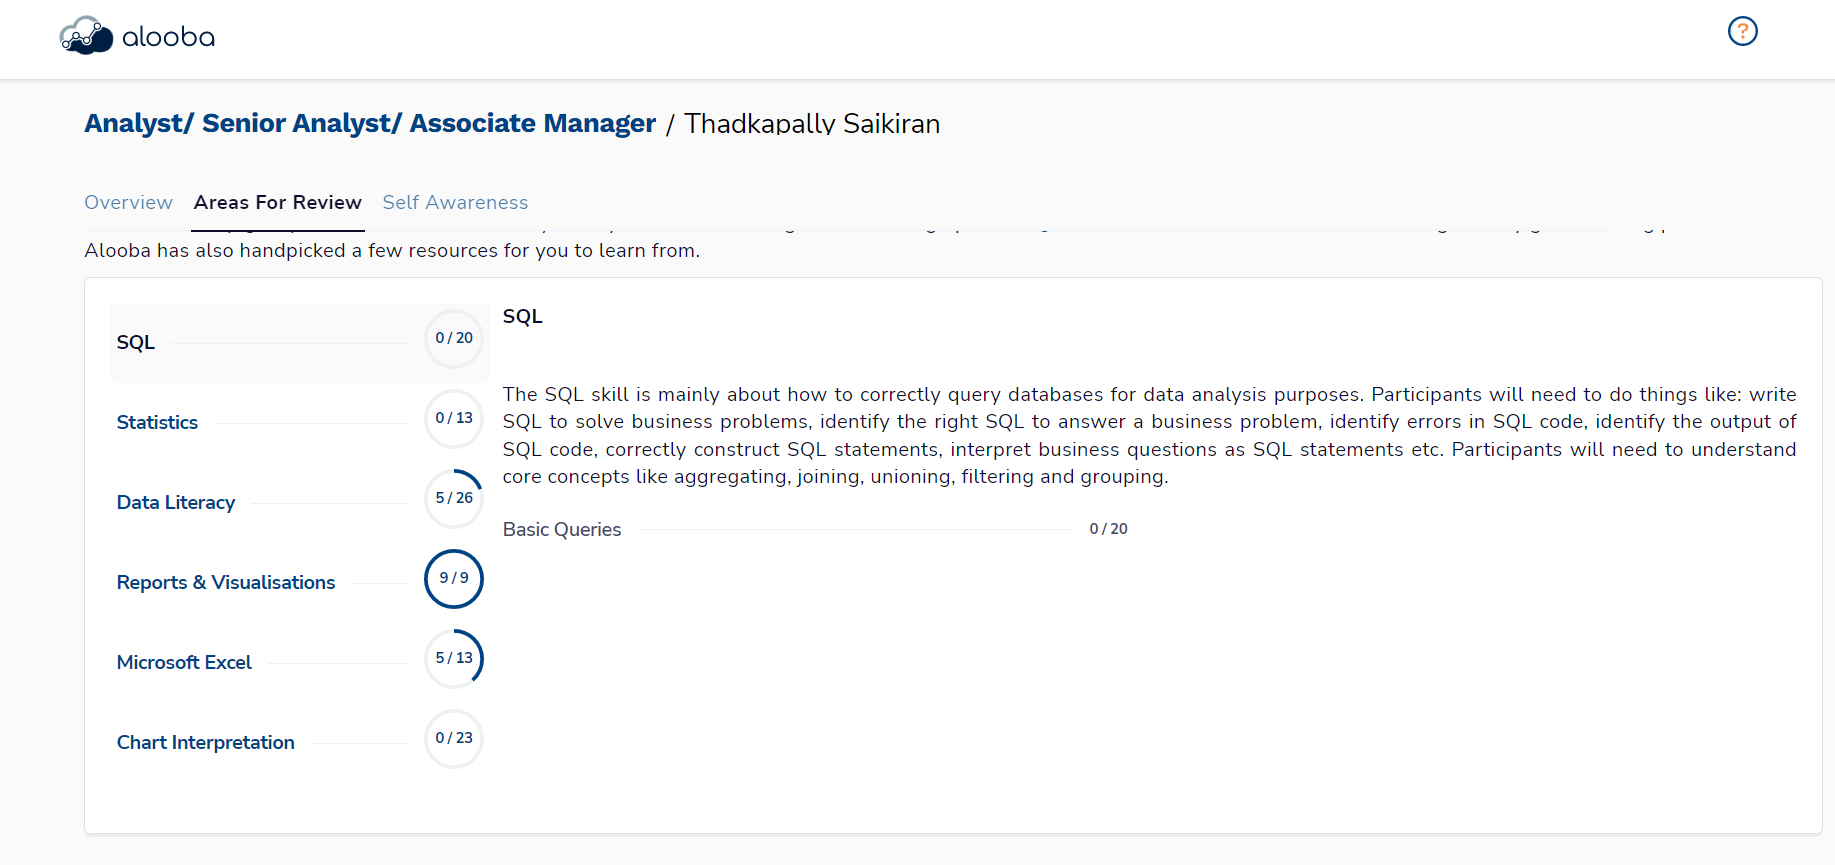 alooba
?
Analyst/ Senior Analyst/ Associate Manager / Thadkapally Saikiran
Overview Areas For Review Self Awareness
Alooba has also handpicked a few resources for you to learn from.
SQL 0 / 20
Statistics 0 / 13
Data Literacy 5 / 26
Reports & Visualisations 9 / 9
Microsoft Excel 5 / 13
Chart Interpretation 0 / 23
SQL
The SQL skill is mainly about how to correctly query databases for data analysis purposes. Participants will need to do things like: write
SQL to solve business problems, identify the right SQL to answer a business problem, identify errors in SQL code, identify the output of
SQL code, correctly construct SQL statements, interpret business questions as SQL statements etc. Participants will need to understand
core concepts like aggregating, joining, unioning, filtering and grouping.
Basic Queries 0 / 20